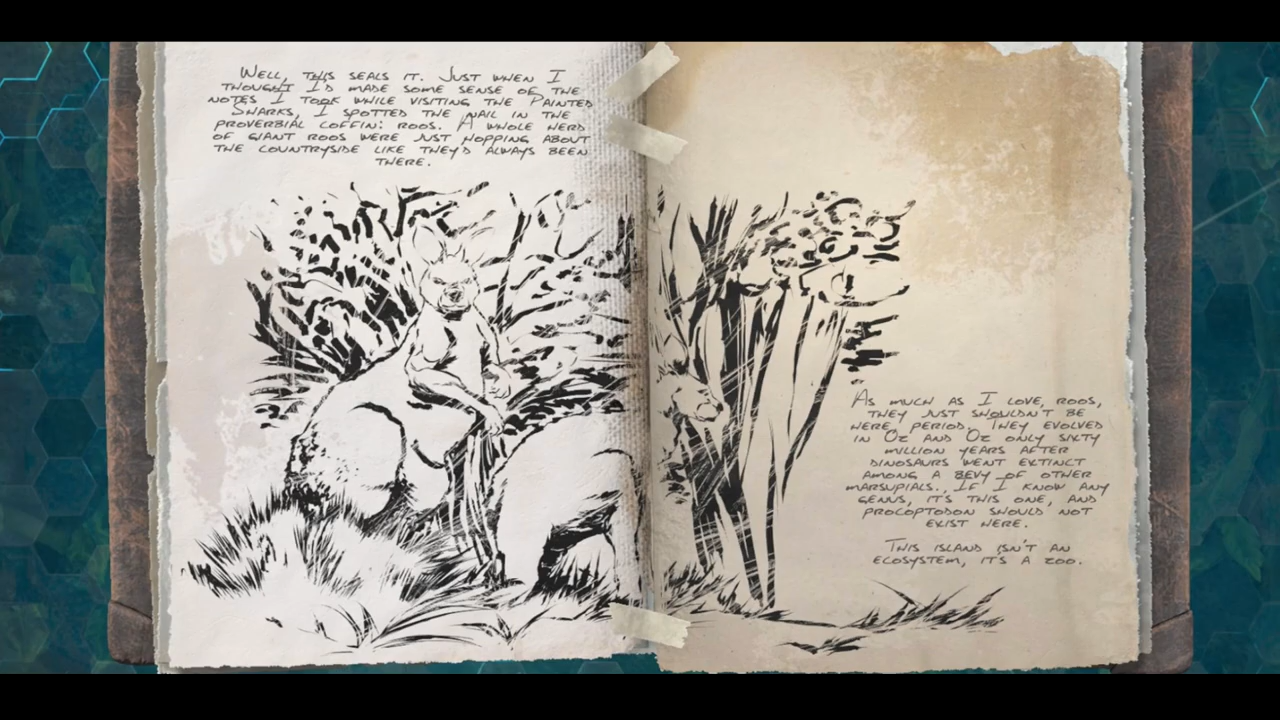 WELL, THIS SEALS IT. JUST WHEN I
THOUGHT I'D MADE SOME SENSE OF THE
NOTES I TOOK WHILE VISITING THE PAINTED
SHARKS, I SPOTTED THE NAIL IN THE
PROVERBIAL COFFIN: ROOS. A WHOLE HERD
OF GIANT ROOS WERE JUST HOPPING ABOUT
THE COUNTRYSIDE LIKE THEY'D ALWAYS BEEN
THERE.
AS MUCH AS I LOVE ROOS,
THEY JUST SHOULDN'T BE
HERE, PERIOD. THEY EVOLVED
IN OZ AND OZ ONLY SIXTY
MILLION YEARS AFTER
DINOSAURS WENT EXTINCT
AMONG A BEVY OF OTHER
MARSUPIALS. IF I KNOW ANY
GENUS, IT'S THIS ONE, AND
PROCOPTODON SHOULD NOT
EXIST HERE.
THIS ISLAND ISN'T AN
ECOSYSTEM, IT'S A ZOO.